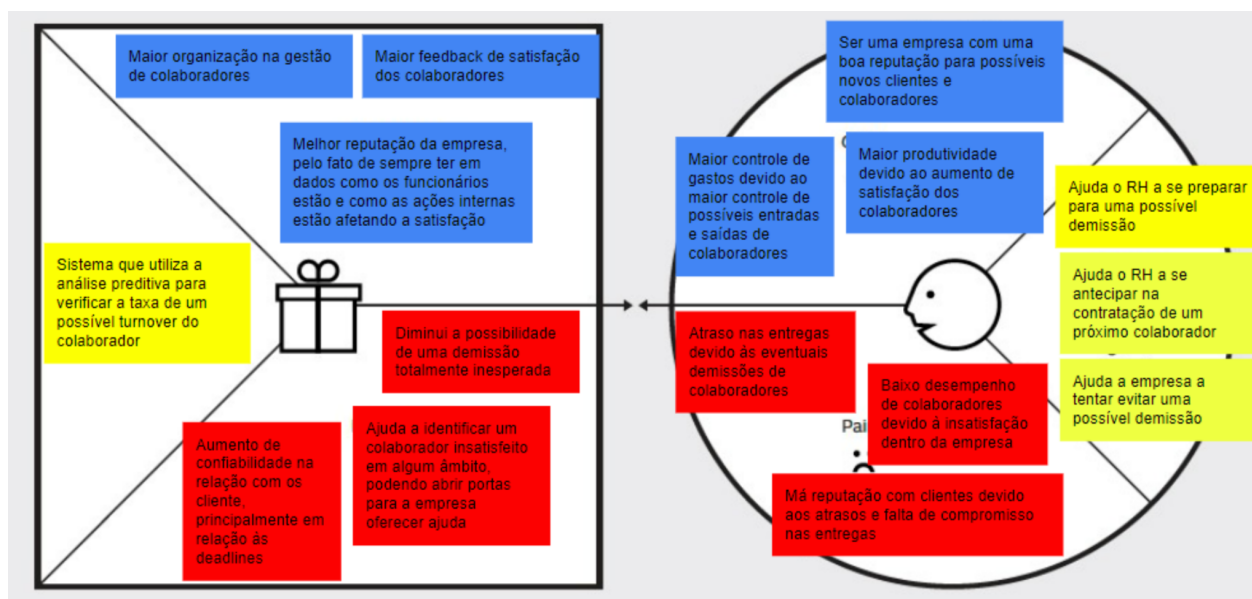 Maior organização na gestão
de colaboradores
Maior feedback de satisfação
dos colaboradores
Melhor reputação da empresa,
pelo fato de sempre ter em
dados como os funcionários
estão e como as ações internas
estão afetando a satisfação
Sistema que utiliza a
análise preditiva para
verificar a taxa de um
possível turnover do
colaborador
Diminui a possibilidade
de uma demissão
totalmente inesperada
Aumento de
confiabilidade na
relação com os
cliente,
principalmente em
relação às
deadlines
Ajuda a identificar um
colaborador insatisfeito
em algum âmbito,
podendo abrir portas
para a empresa
oferecer ajuda
Ser uma empresa com uma
boa reputação para possíveis
novos clientes e
colaboradores
Maior controle de
gastos devido ao
maior controle de
possíveis entradas
e saídas de
colaboradores
Maior produtividade
devido ao aumento de
satisfação dos
colaboradores
Ajuda o RH a se preparar
para uma possível
demissão
Ajuda o RH a se
antecipar na
contratação de um
próximo colaborador
Ajuda a empresa a
tentar evitar uma
possível demissão
Atraso nas entregas
devido às eventuais
demissões de
colaboradores
Baixo desempenho
de colaboradores
devido à insatisfação
dentro da empresa
Pai
Má reputação com clientes devido
aos atrasos e falta de compromisso
nas entregas